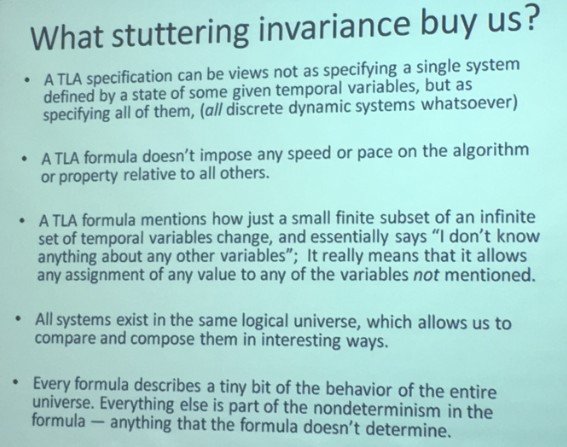 What stuttering invariance buy us?
• A TLA specification can be views not as specifying a single system
defined by a state of some given temporal variables, but as
specifying all of them, (all discrete dynamic systems whatsoever)
• A TLA formula doesn't impose any speed or pace on the algorithm
or property relative to all others.
• A TLA formula mentions how just a small finite subset of an infinite
set of temporal variables change, and essentially says "I don't know
anything about any other variables"; It really means that it allows
any assignment of any value to any of the variables not mentioned.
• All systems exist in the same logical universe, which allows us to
compare and compose them in interesting ways.
• Every formula describes a tiny bit of the behavior of the entire
universe. Everything else is part of the nondeterminism in the
formula — anything that the formula doesn't determine.